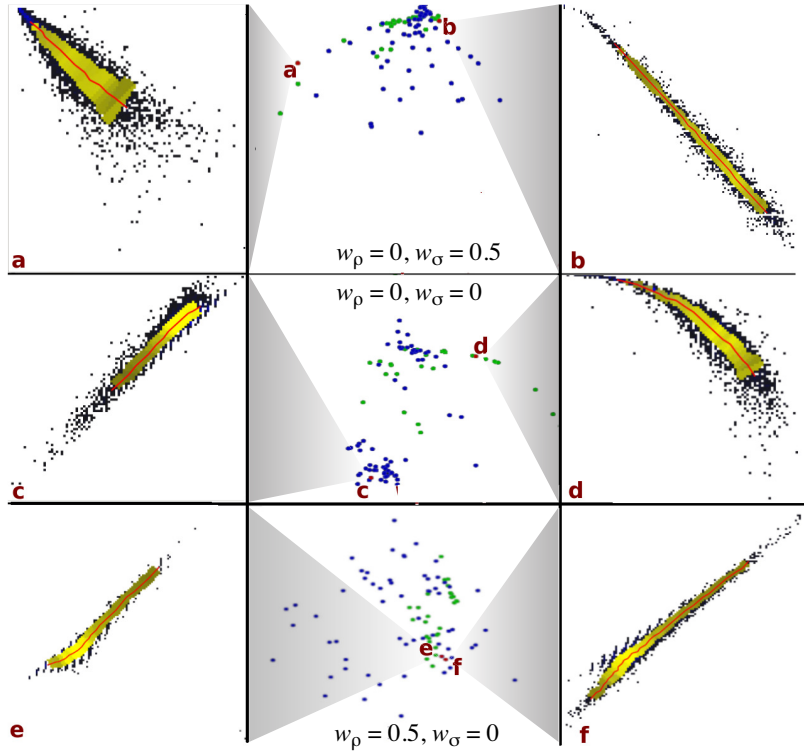 a
b
a
b
w_ρ = 0, w_σ = 0.5
w_ρ = 0, w_σ = 0
d
c
c
d
e
f
e
f
w_ρ = 0.5, w_σ = 0